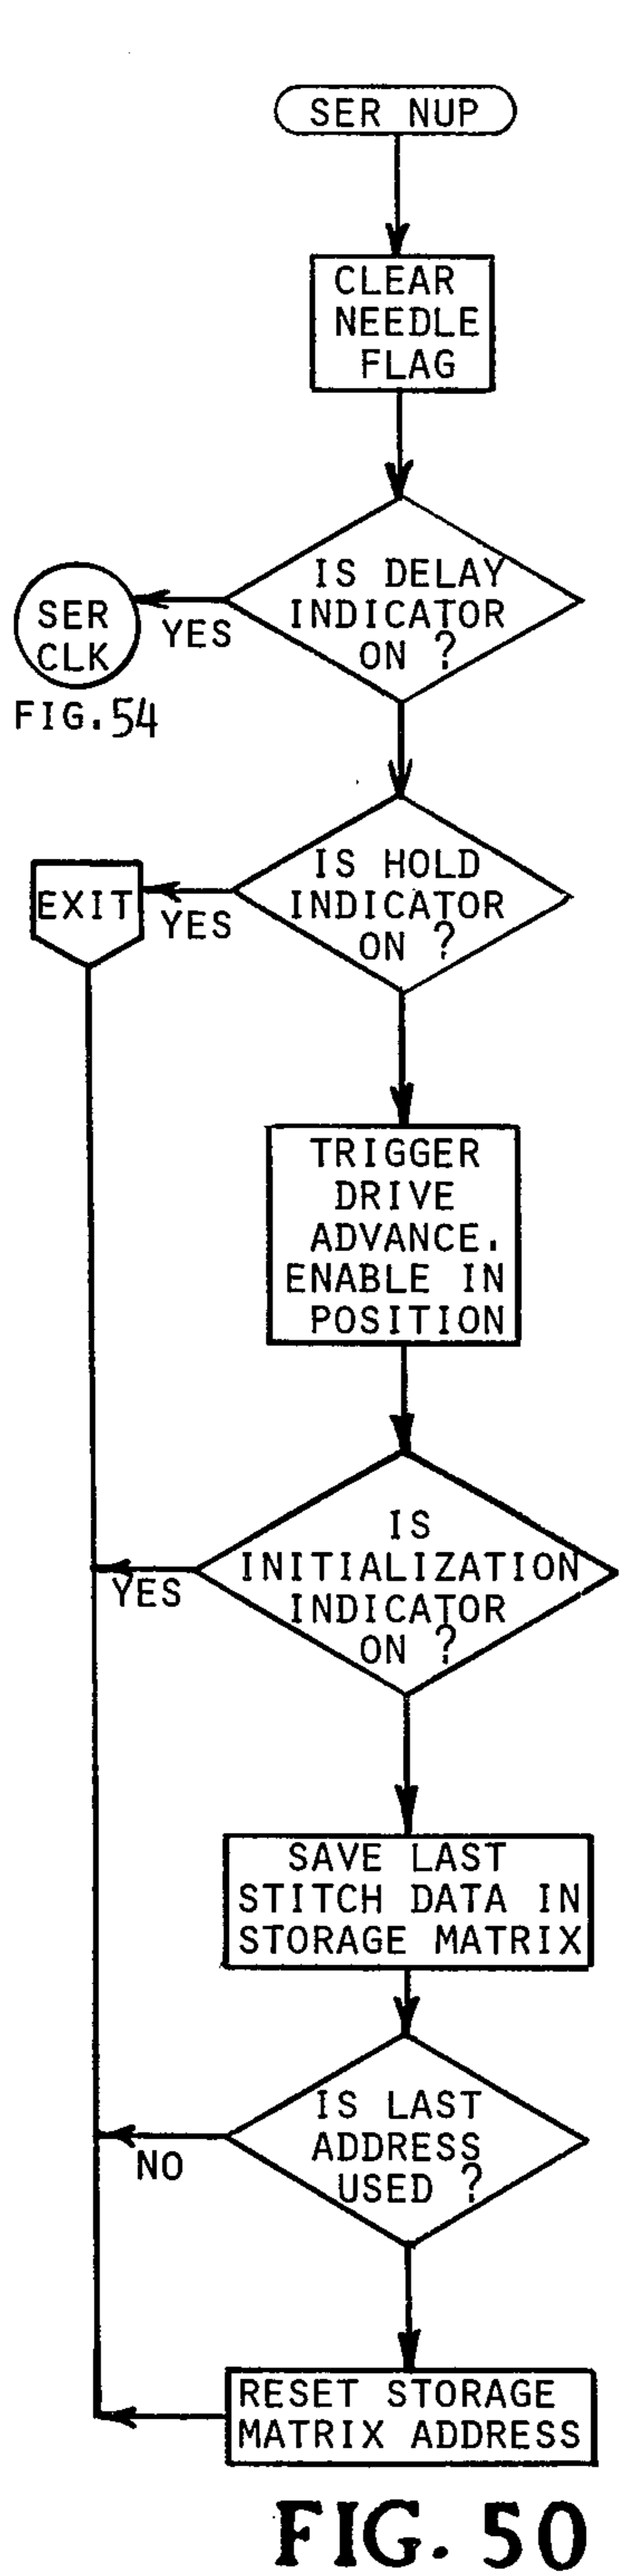 SER NUP
CLEAR
NEEDLE
FLAG
IS DELAY
INDICATOR
ON ?
YES
SER
CLK
FIG.54
IS HOLD
INDICATOR
ON ?
YES
EXIT
TRIGGER
DRIVE
ADVANCE.
ENABLE IN
POSITION
IS
INITIALIZATION
INDICATOR
ON ?
YES
SAVE LAST
STITCH DATA IN
STORAGE MATRIX
IS LAST
ADDRESS
USED ?
NO
RESET STORAGE
MATRIX ADDRESS
FIG. 50